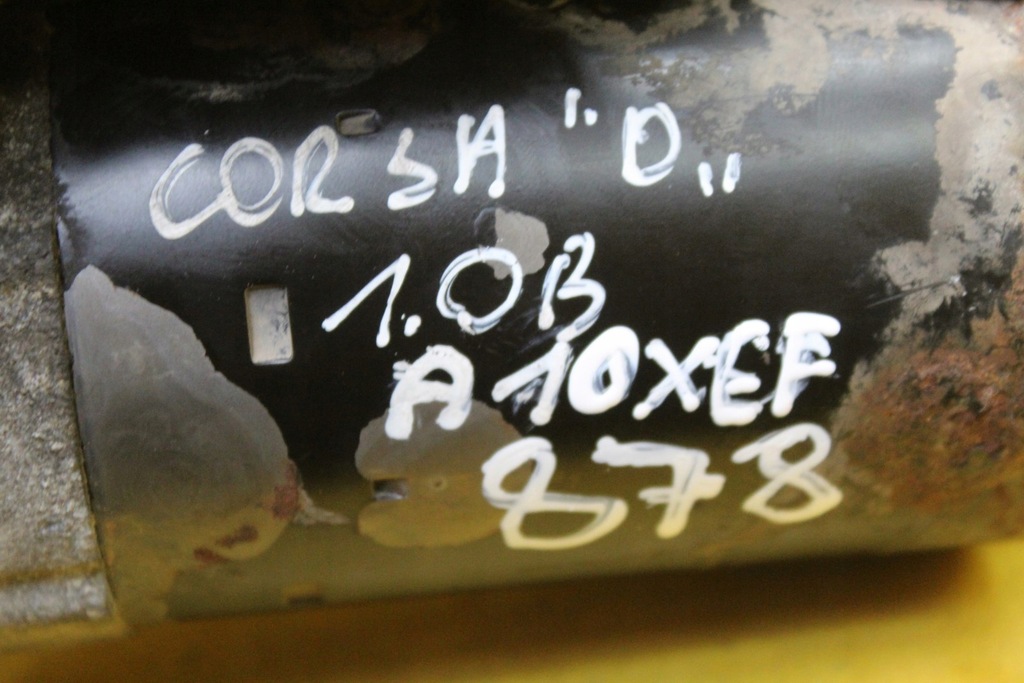 CORSA "D„
1.0B
A10XEF
878